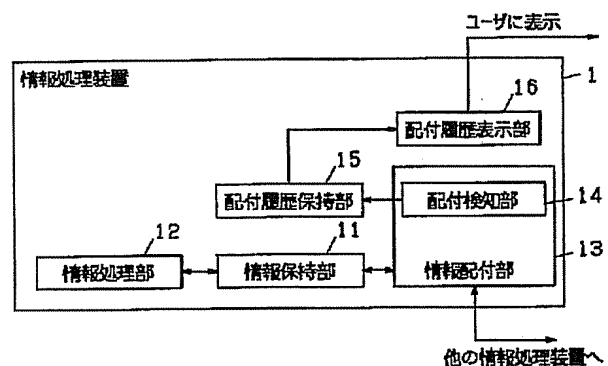 ユーザに表示
情報処理装置
1
16
配付履歴表示部
15
配付履歴保持部
配付検知部
14
12
11
13
情報処理部
情報保持部
情報配付部
他の情報処理装置へ